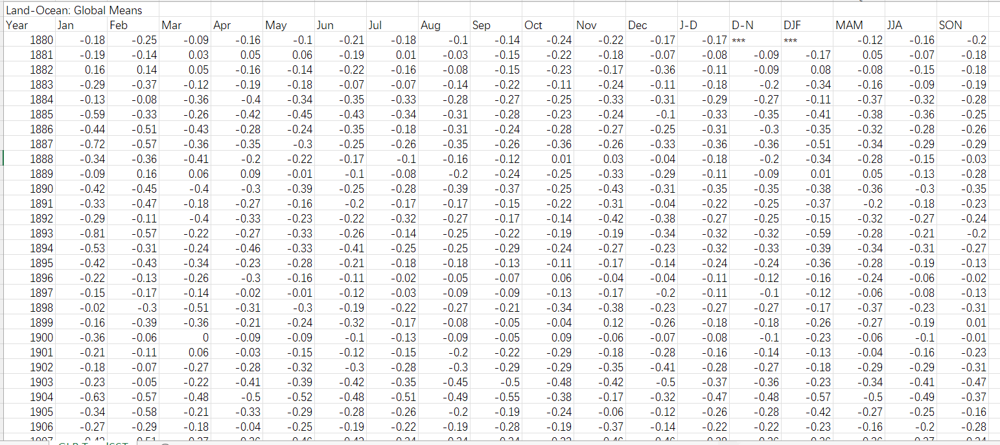 Land-Ocean: Global Means
Year Jan Feb Mar Apr May Jun Jul Aug Sep Oct Nov Dec J-D D-N DJF MAM JJA SON
1880 -0.18 -0.25 -0.09 -0.16 -0.1 -0.21 -0.18 -0.1 -0.14 -0.24 -0.22 -0.17 -0.17 *** *** -0.12 -0.16 -0.2
1881 -0.19 -0.14 0.03 0.05 0.06 -0.19 0.01 -0.03 -0.15 -0.22 -0.18 -0.07 -0.08 -0.09 -0.17 0.05 -0.07 -0.18
1882 0.16 0.14 0.05 -0.16 -0.14 -0.22 -0.16 -0.08 -0.15 -0.23 -0.17 -0.36 -0.11 -0.09 0.08 -0.08 -0.15 -0.18
1883 -0.29 -0.37 -0.12 -0.19 -0.18 -0.07 -0.07 -0.14 -0.22 -0.11 -0.24 -0.11 -0.18 -0.2 -0.34 -0.16 -0.09 -0.19
1884 -0.13 -0.08 -0.36 -0.4 -0.34 -0.35 -0.33 -0.28 -0.27 -0.25 -0.33 -0.31 -0.29 -0.27 -0.11 -0.37 -0.32 -0.28
1885 -0.59 -0.33 -0.26 -0.42 -0.45 -0.43 -0.34 -0.31 -0.28 -0.23 -0.24 -0.1 -0.33 -0.35 -0.41 -0.38 -0.36 -0.25
1886 -0.44 -0.51 -0.43 -0.28 -0.24 -0.35 -0.18 -0.31 -0.24 -0.28 -0.27 -0.25 -0.31 -0.3 -0.35 -0.32 -0.28 -0.26
1887 -0.72 -0.57 -0.36 -0.35 -0.3 -0.25 -0.26 -0.35 -0.26 -0.36 -0.26 -0.33 -0.36 -0.36 -0.51 -0.34 -0.29 -0.29
1888 -0.34 -0.36 -0.41 -0.2 -0.22 -0.17 -0.1 -0.16 -0.12 0.01 0.03 -0.04 -0.18 -0.2 -0.34 -0.28 -0.15 -0.03
1889 -0.09 0.16 0.06 0.09 -0.01 -0.1 -0.08 -0.2 -0.24 -0.25 -0.33 -0.29 -0.11 -0.09 0.01 0.05 -0.13 -0.28
1890 -0.42 -0.45 -0.4 -0.3 -0.39 -0.25 -0.28 -0.39 -0.37 -0.25 -0.43 -0.31 -0.35 -0.35 -0.38 -0.36 -0.3 -0.35
1891 -0.33 -0.47 -0.18 -0.27 -0.16 -0.2 -0.17 -0.17 -0.15 -0.22 -0.31 -0.04 -0.22 -0.25 -0.37 -0.2 -0.18 -0.23
1892 -0.29 -0.11 -0.4 -0.33 -0.23 -0.22 -0.32 -0.27 -0.17 -0.14 -0.42 -0.38 -0.27 -0.25 -0.15 -0.32 -0.27 -0.24
1893 -0.81 -0.57 -0.22 -0.27 -0.33 -0.26 -0.14 -0.25 -0.22 -0.19 -0.19 -0.34 -0.32 -0.32 -0.59 -0.28 -0.21 -0.2
1894 -0.53 -0.31 -0.24 -0.46 -0.33 -0.41 -0.25 -0.25 -0.29 -0.24 -0.27 -0.23 -0.32 -0.33 -0.39 -0.34 -0.31 -0.27
1895 -0.42 -0.43 -0.34 -0.23 -0.28 -0.21 -0.18 -0.18 -0.13 -0.11 -0.17 -0.14 -0.24 -0.24 -0.36 -0.28 -0.19 -0.13
1896 -0.22 -0.13 -0.26 -0.3 -0.16 -0.11 -0.02 -0.05 -0.07 0.06 -0.04 -0.04 -0.11 -0.12 -0.16 -0.24 -0.06 -0.02
1897 -0.15 -0.17 -0.14 -0.02 -0.01 -0.12 -0.03 -0.09 -0.09 -0.13 -0.17 -0.2 -0.11 -0.1 -0.12 -0.06 -0.08 -0.13
1898 -0.02 -0.3 -0.51 -0.31 -0.3 -0.19 -0.22 -0.27 -0.21 -0.34 -0.38 -0.23 -0.27 -0.27 -0.17 -0.37 -0.23 -0.31
1899 -0.16 -0.39 -0.36 -0.21 -0.24 -0.32 -0.17 -0.08 -0.05 -0.04 0.12 -0.26 -0.18 -0.18 -0.26 -0.27 -0.19 0.01
1900 -0.36 -0.06 0 -0.09 -0.09 -0.1 -0.13 -0.09 -0.05 0.09 -0.06 -0.07 -0.08 -0.1 -0.23 -0.06 -0.1 -0.01
1901 -0.21 -0.11 0.06 -0.03 -0.15 -0.12 -0.15 -0.2 -0.22 -0.29 -0.18 -0.28 -0.16 -0.14 -0.13 -0.04 -0.16 -0.23
1902 -0.18 -0.07 -0.27 -0.28 -0.32 -0.3 -0.28 -0.3 -0.29 -0.29 -0.35 -0.41 -0.28 -0.27 -0.18 -0.29 -0.29 -0.31
1903 -0.23 -0.05 -0.22 -0.41 -0.39 -0.42 -0.35 -0.45 -0.5 -0.48 -0.42 -0.5 -0.37 -0.36 -0.23 -0.34 -0.41 -0.47
1904 -0.63 -0.57 -0.48 -0.5 -0.52 -0.48 -0.51 -0.49 -0.55 -0.38 -0.17 -0.32 -0.47 -0.48 -0.57 -0.5 -0.49 -0.37
1905 -0.34 -0.58 -0.21 -0.33 -0.29 -0.28 -0.26 -0.2 -0.19 -0.24 -0.06 -0.12 -0.26 -0.28 -0.42 -0.27 -0.25 -0.16
1906 -0.27 -0.29 -0.18 -0.04 -0.25 -0.19 -0.22 -0.19 -0.28 -0.19 -0.37 -0.14 -0.22 -0.22 -0.23 -0.16 -0.2 -0.28